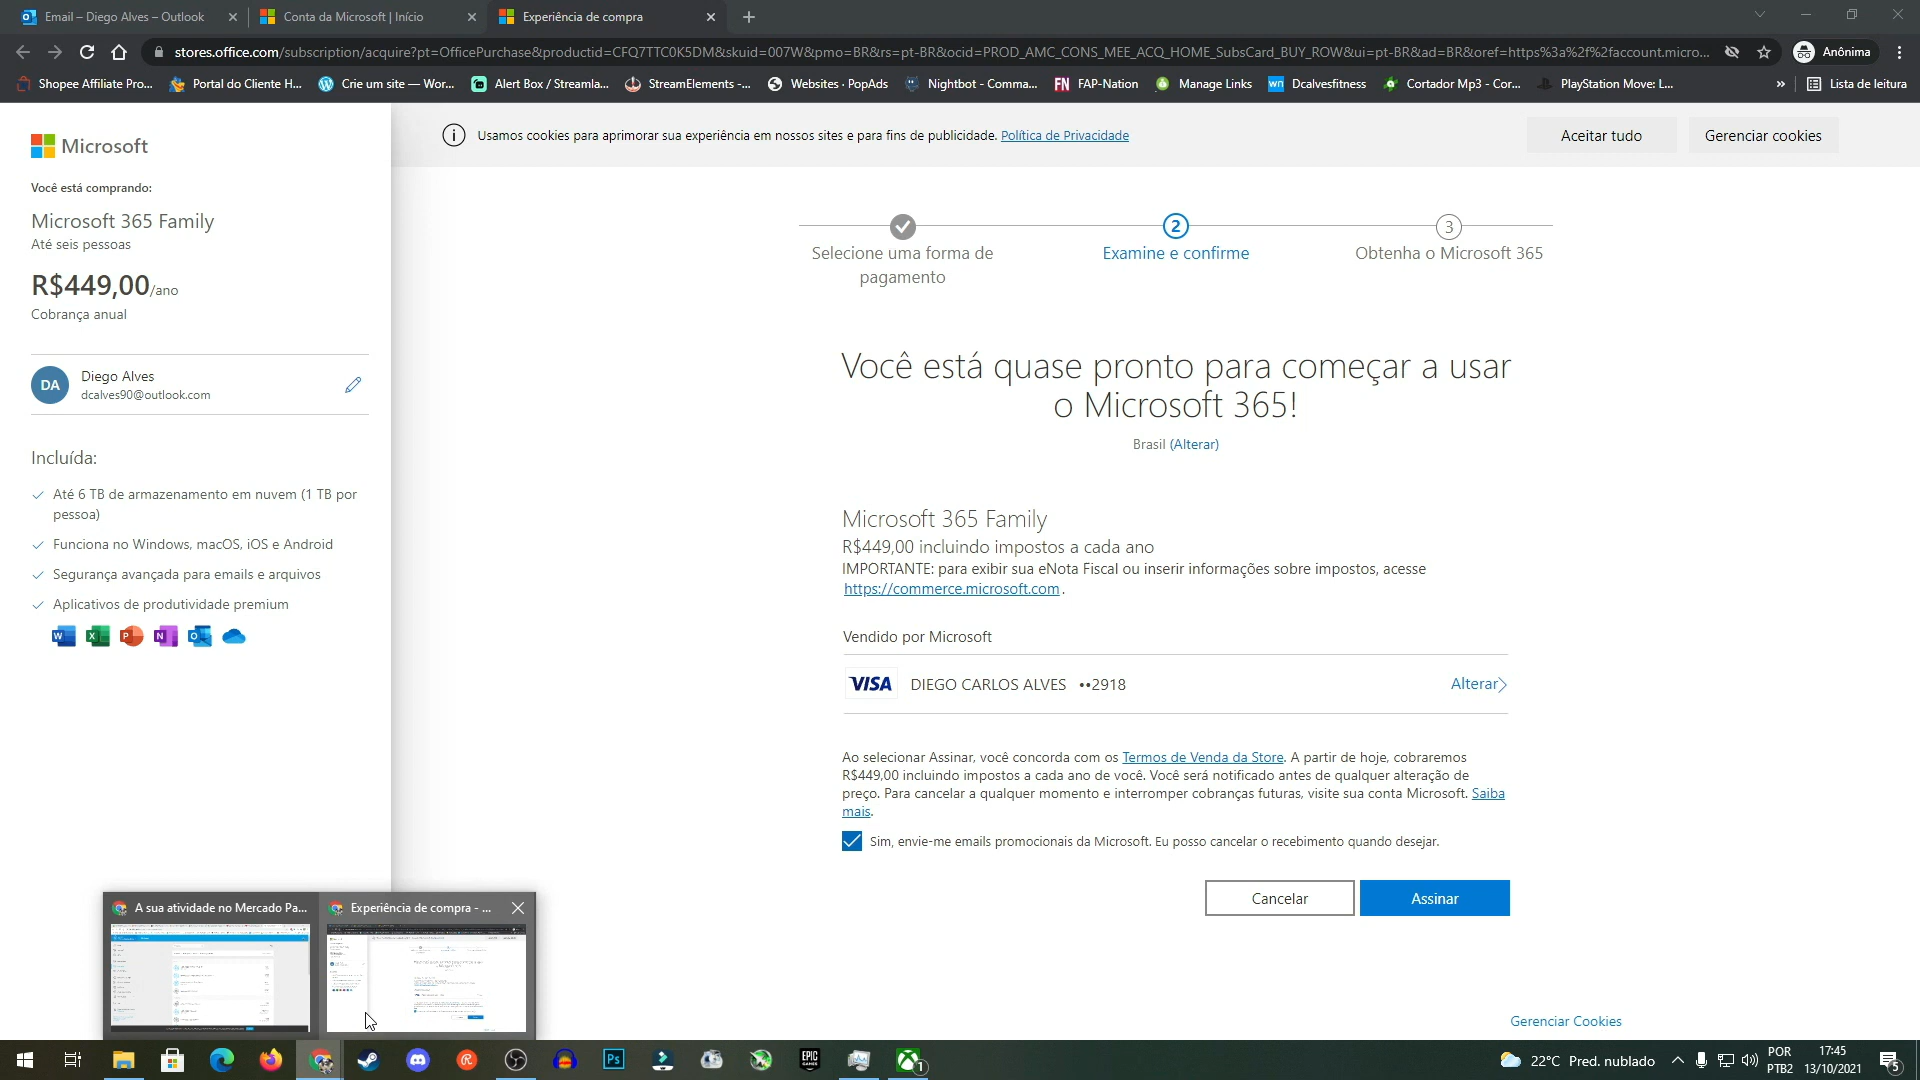 Email – Diego Alves – Outlook
Conta da Microsoft | Início
Experiência de compra
stores.office.com/subscription/acquire?pt=OfficePurchase&productid=CFQ7TTC0K5DM&skuid=007W&pmo=BR&rs=pt-BR&ocid=PROD_AMC_CONS_MEE_ACQ_HOME_SubsCard_BUY_ROW&ui=pt-BR&ad=BR&oref=https%3a%2f%2faccount.micro...
Anônima
Shopee Affiliate Pro...
Portal do Cliente H...
Crie um site — Wor...
Alert Box / Streamla...
StreamElements -...
Websites · PopAds
Nightbot - Comma...
FN FAP-Nation
Manage Links
wn Dcalvesfitness
Cortador Mp3 - Cor...
PlayStation Move: L...
»
Lista de leitura
Microsoft
Usamos cookies para aprimorar sua experiência em nossos sites e para fins de publicidade. Política de Privacidade
Aceitar tudo
Gerenciar cookies
Você está comprando:
Microsoft 365 Family
Até seis pessoas
R$449,00/ano
Cobrança anual
DA
Diego Alves
dcalves90@outlook.com
Incluída:
Até 6 TB de armazenamento em nuvem (1 TB por
pessoa)
Funciona no Windows, macOS, iOS e Android
Segurança avançada para emails e arquivos
Aplicativos de produtividade premium
W X P N O
2
3
Selecione uma forma de
pagamento
Examine e confirme
Obtenha o Microsoft 365
Você está quase pronto para começar a usar
o Microsoft 365!
Brasil (Alterar)
Microsoft 365 Family
R$449,00 incluindo impostos a cada ano
IMPORTANTE: para exibir sua eNota Fiscal ou inserir informações sobre impostos, acesse
https://commerce.microsoft.com.
Vendido por Microsoft
VISA DIEGO CARLOS ALVES ••2918
Alterar
Ao selecionar Assinar, você concorda com os Termos de Venda da Store. A partir de hoje, cobraremos
R$449,00 incluindo impostos a cada ano de você. Você será notificado antes de qualquer alteração de
preço. Para cancelar a qualquer momento e interromper cobranças futuras, visite sua conta Microsoft. Saiba
mais.
Sim, envie-me emails promocionais da Microsoft. Eu posso cancelar o recebimento quando desejar.
Cancelar
Assinar
Gerenciar Cookies
A sua atividade no Mercado Pa...
Experiência de compra - ...
Ps
EPIC
GAMES
1
22°C Pred. nublado
POR
PTB2
17:45
13/10/2021
5